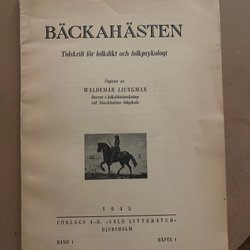 BÄCKAHÄSTEN
Tidskrift för folkdikt och folkpsykologi
Utgiven av
WALDEMAR LIUNGMAN
Docent i folkdiktsforskning
vid Stockholms högskola
1945
FÖRLAGS A.-B. »VALD LITTERATUR»
DJURSHOLM
BAND 1 HÄFTE 1